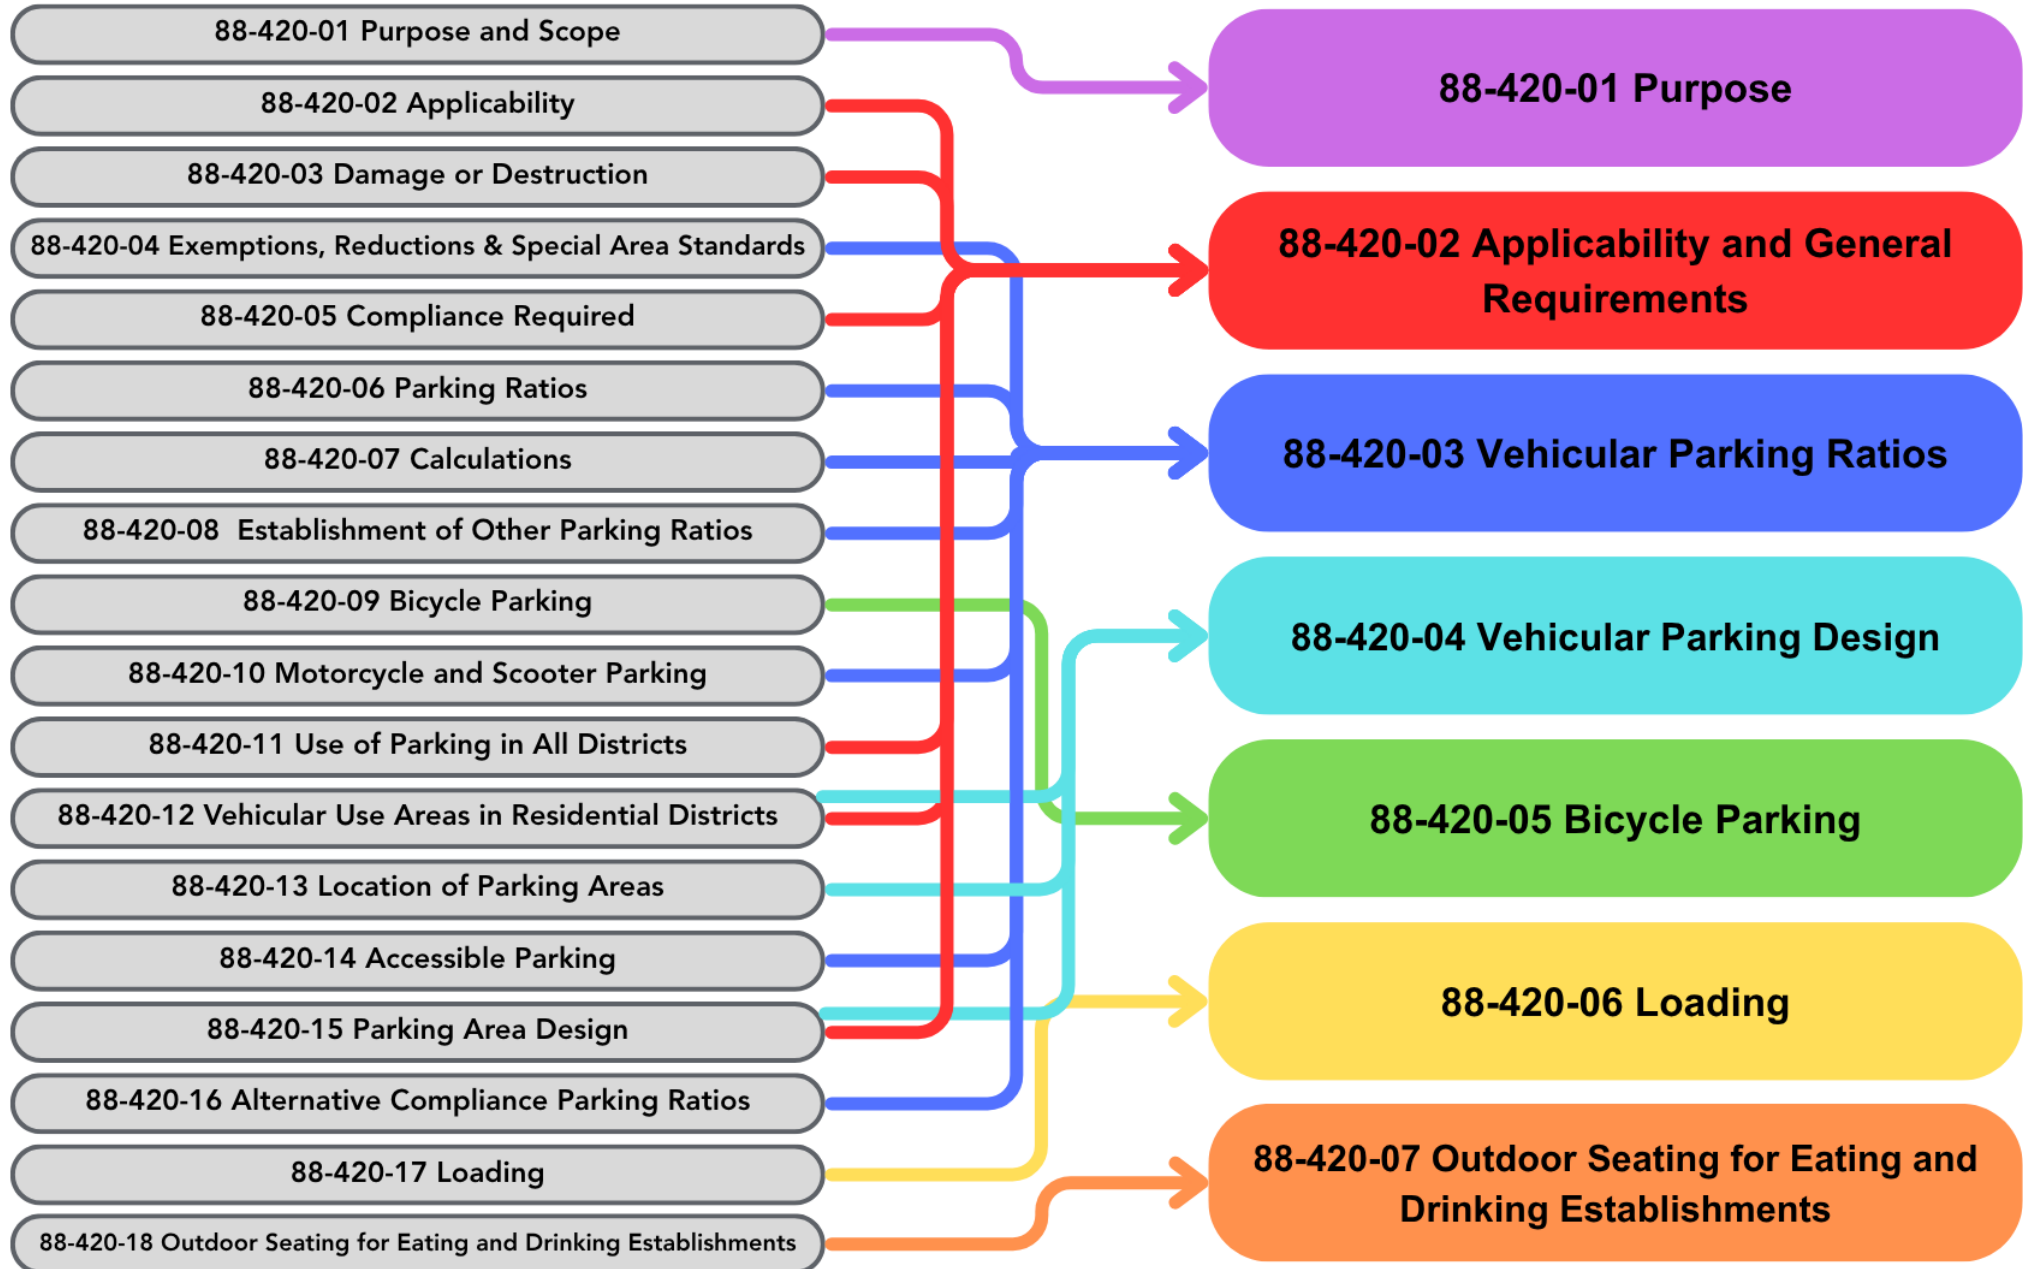 88-420-01 Purpose and Scope
88-420-02 Applicability
88-420-03 Damage or Destruction
88-420-04 Exemptions, Reductions & Special Area Standards
88-420-05 Compliance Required
88-420-06 Parking Ratios
88-420-07 Calculations
88-420-08 Establishment of Other Parking Ratios
88-420-09 Bicycle Parking
88-420-10 Motorcycle and Scooter Parking
88-420-11 Use of Parking in All Districts
88-420-12 Vehicular Use Areas in Residential Districts
88-420-13 Location of Parking Areas
88-420-14 Accessible Parking
88-420-15 Parking Area Design
88-420-16 Alternative Compliance Parking Ratios
88-420-17 Loading
88-420-18 Outdoor Seating for Eating and Drinking Establishments
88-420-01 Purpose
88-420-02 Applicability and General
Requirements
88-420-03 Vehicular Parking Ratios
88-420-04 Vehicular Parking Design
88-420-05 Bicycle Parking
88-420-06 Loading
88-420-07 Outdoor Seating for Eating and
Drinking Establishments